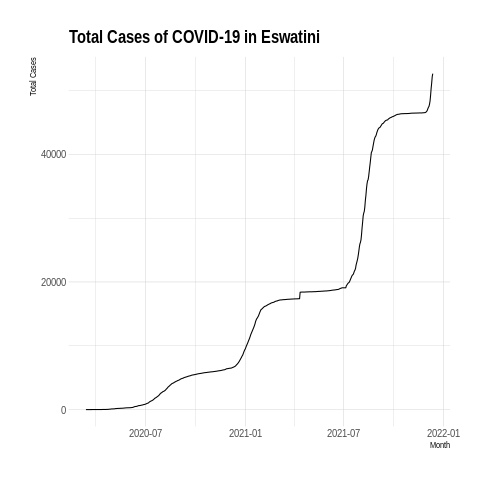 Total Cases of COVID-19 in Eswatini
Total Cases
40000
20000
0
2020-07
2021-01
2021-07
2022-01
Month